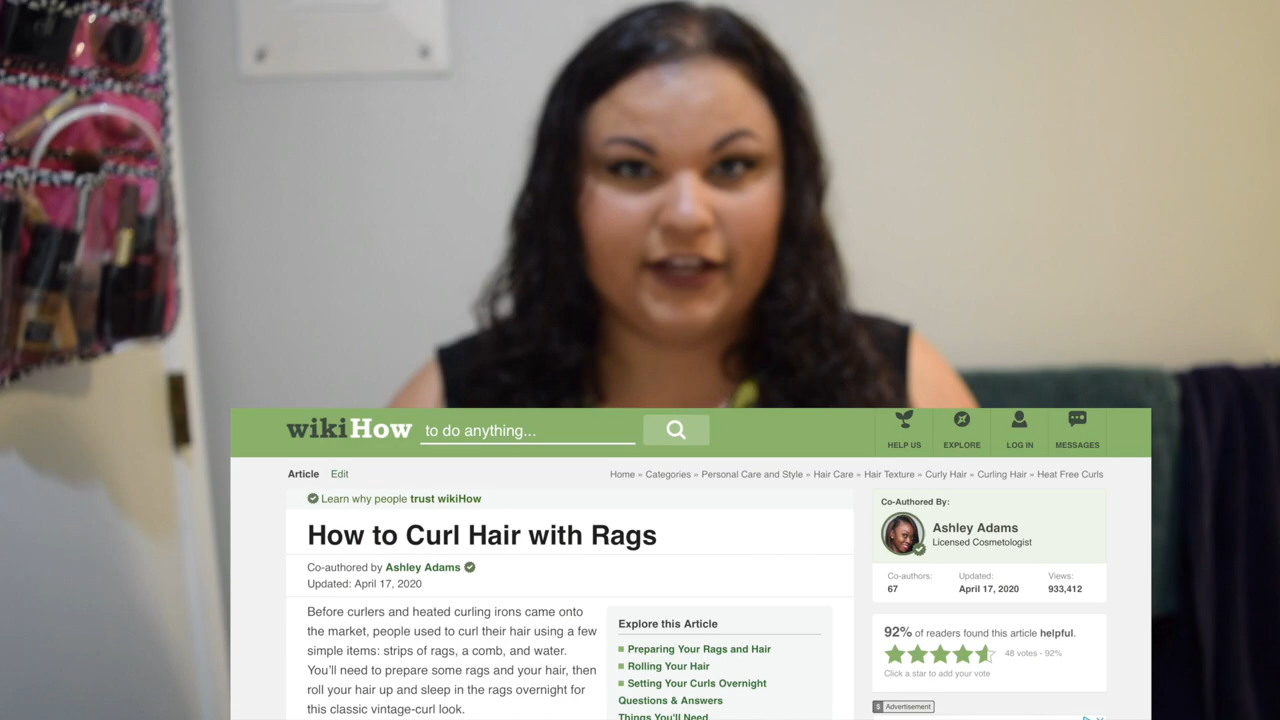 wikiHow to do anything...
HELP US EXPLORE LOG IN MESSAGES
Article Edit
Home » Categories » Personal Care and Style » Hair Care » Hair Texture » Curly Hair » Curling Hair » Heat Free Curls
Learn why people trust wikiHow
How to Curl Hair with Rags
Co-authored by Ashley Adams
Updated: April 17, 2020
Before curlers and heated curling irons came onto
the market, people used to curl their hair using a few
simple items: strips of rags, a comb, and water.
You'll need to prepare some rags and your hair, then
roll your hair up and sleep in the rags overnight for
this classic vintage-curl look.
Explore this Article
Preparing Your Rags and Hair
Rolling Your Hair
Setting Your Curls Overnight
Questions & Answers
Things You'll Need
Co-Authored By:
Ashley Adams
Licensed Cosmetologist
Co-authors: Updated: Views:
67 April 17, 2020 933,412
92% of readers found this article helpful.
48 votes - 92%
Click a star to add your vote
$ Advertisement